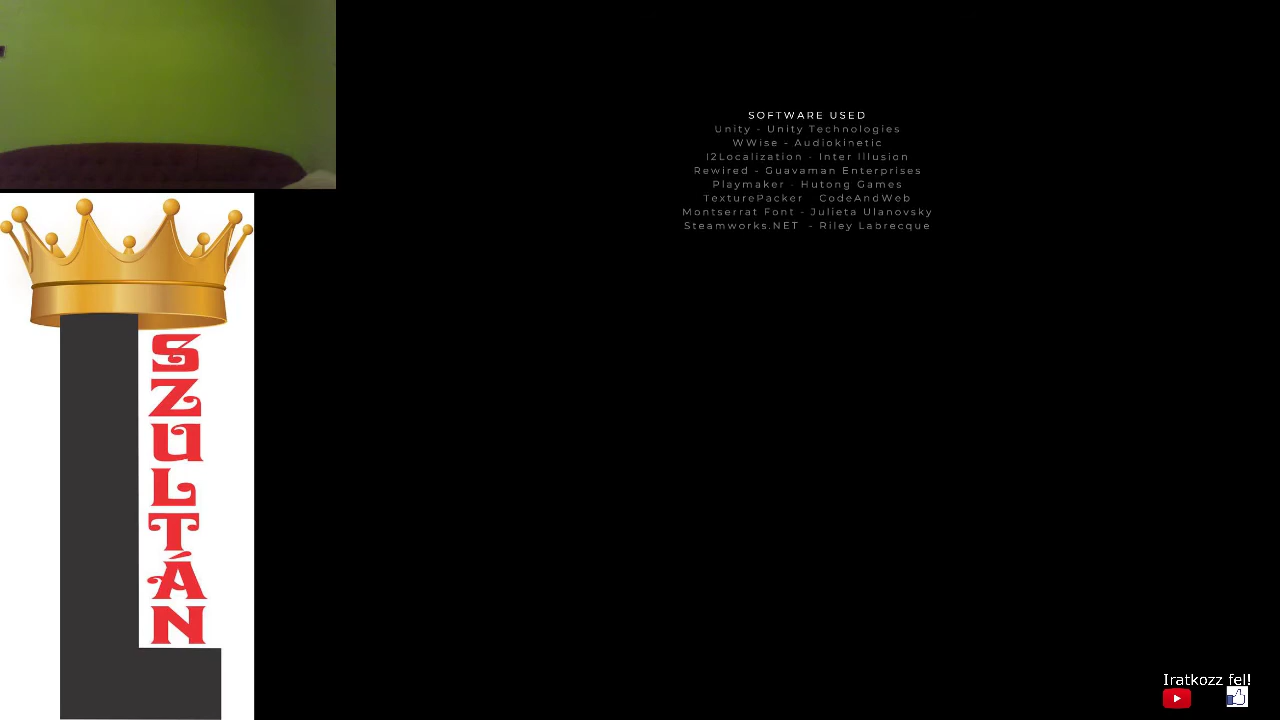 SOFTWARE USED
Unity - Unity Technologies
WWise - Audiokinetic
I2Localization - Inter Illusion
Rewired - Guavaman Enterprises
Playmaker - Hutong Games
TexturePacker CodeAndWeb
Montserrat Font - Julieta Ulanovsky
Steamworks.NET - Riley Labrecque
L
SZULTÁN
Iratkozz fel!